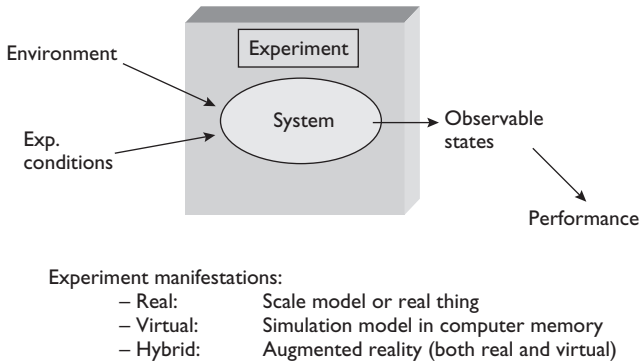 Experiment
Environment
System
Observable
states
Exp.
conditions
Performance
Experiment manifestations:
– Real: Scale model or real thing
– Virtual: Simulation model in computer memory
– Hybrid: Augmented reality (both real and virtual)